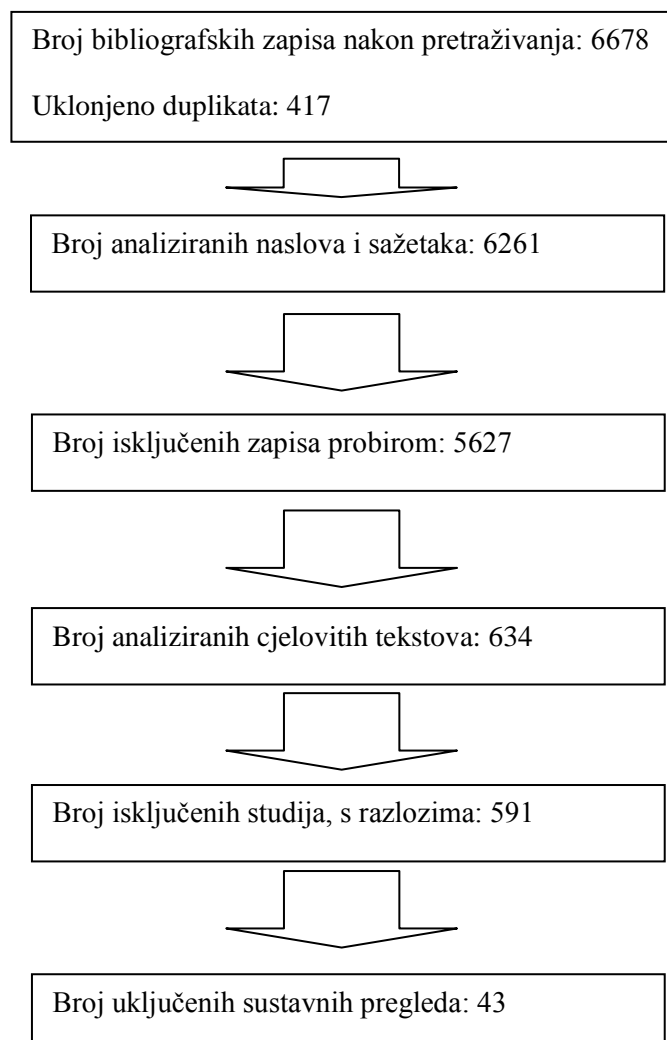 Broj bibliografskih zapisa nakon pretraživanja: 6678
Uklonjeno duplikata: 417
Broj analiziranih naslova i sažetaka: 6261
Broj isključenih zapisa probirom: 5627
Broj analiziranih cjelovitih tekstova: 634
Broj isključenih studija, s razlozima: 591
Broj uključenih sustavnih pregleda: 43